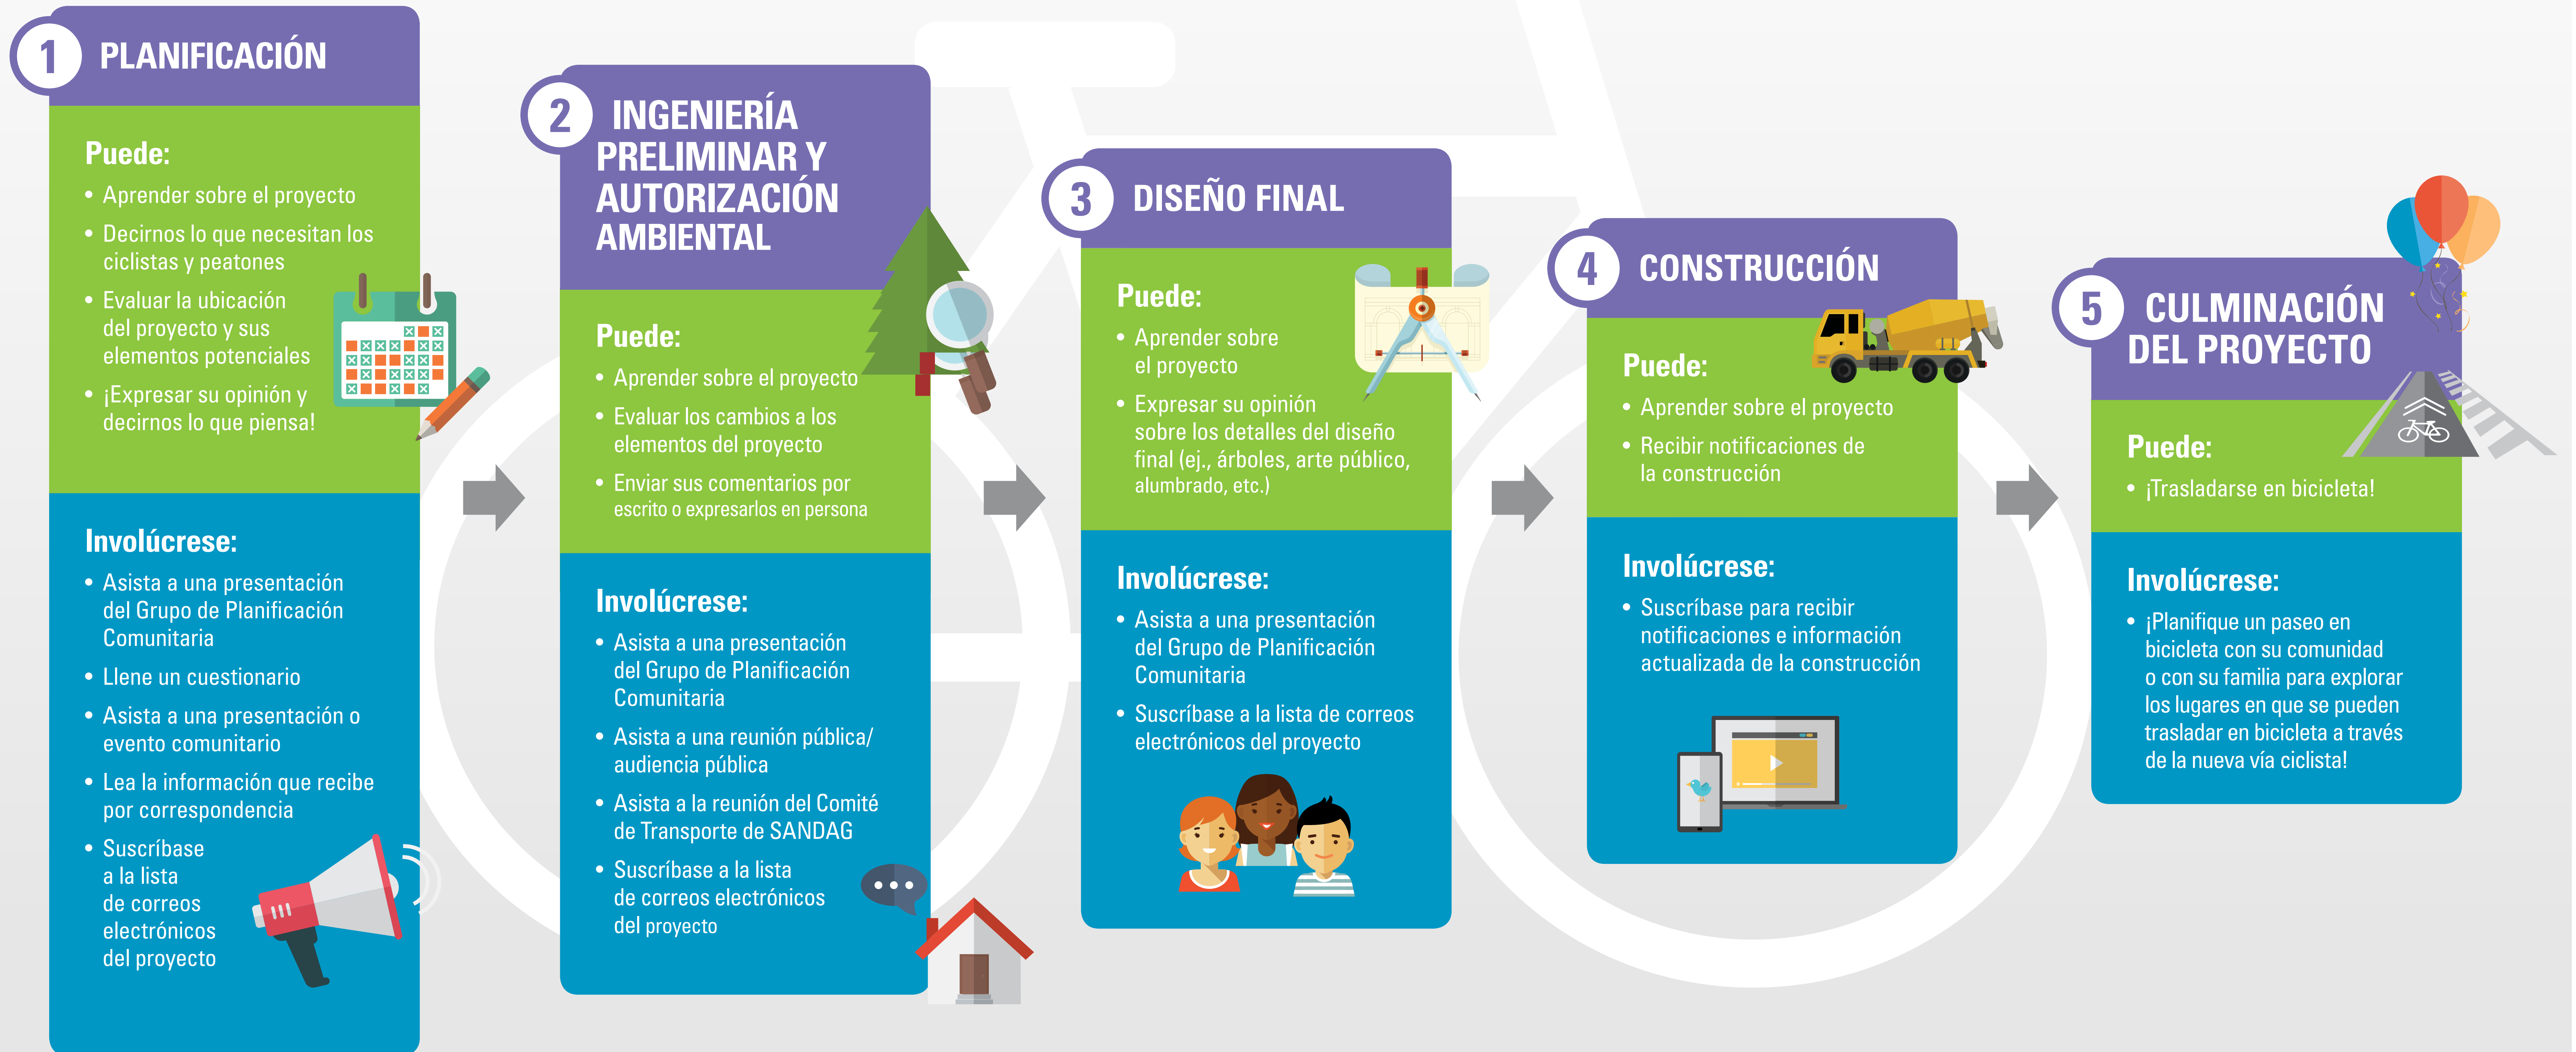 1 PLANIFICACIÓN
Puede:
• Aprender sobre el proyecto
• Decirnos lo que necesitan los
ciclistas y peatones
• Evaluar la ubicación
del proyecto y sus
elementos potenciales
• ¡Expresar su opinión y
decirnos lo que piensa!
Involúcrese:
• Asista a una presentación
del Grupo de Planificación
Comunitaria
• Llene un cuestionario
• Asista a una presentación o
evento comunitario
• Lea la información que recibe
por correspondencia
• Suscríbase
a la lista
de correos
electrónicos
del proyecto
2 INGENIERÍA
PRELIMINAR Y
AUTORIZACIÓN
AMBIENTAL
Puede:
• Aprender sobre el proyecto
• Evaluar los cambios a los
elementos del proyecto
• Enviar sus comentarios por
escrito o expresarlos en persona
Involúcrese:
• Asista a una presentación
del Grupo de Planificación
Comunitaria
• Asista a una reunión pública/
audiencia pública
• Asista a la reunión del Comité
de Transporte de SANDAG
• Suscríbase a la lista
de correos electrónicos
del proyecto
3 DISEÑO FINAL
Puede:
• Aprender sobre
el proyecto
• Expresar su opinión
sobre los detalles del diseño
final (ej., árboles, arte público,
alumbrado, etc.)
Involúcrese:
• Asista a una presentación
del Grupo de Planificación
Comunitaria
• Suscríbase a la lista de correos
electrónicos del proyecto
4 CONSTRUCCIÓN
Puede:
• Aprender sobre el proyecto
• Recibir notificaciones de
la construcción
Involúcrese:
• Suscríbase para recibir
notificaciones e información
actualizada de la construcción
5 CULMINACIÓN
DEL PROYECTO
Puede:
• ¡Trasladarse en bicicleta!
Involúcrese:
• ¡Planifique un paseo en
bicicleta con su comunidad
o con su familia para explorar
los lugares en que se pueden
trasladar en bicicleta a través
de la nueva vía ciclista!